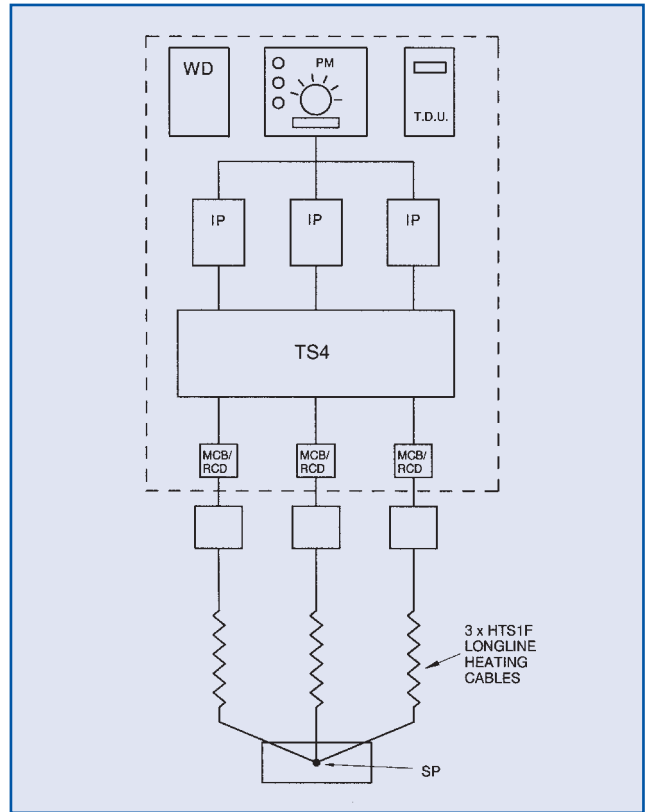 WD
PM
T.D.U.
IP
IP
IP
TS4
MCB/
RCD
MCB/
RCD
MCB/
RCD
3 x HTS1F
LONGLINE
HEATING
CABLES
SP